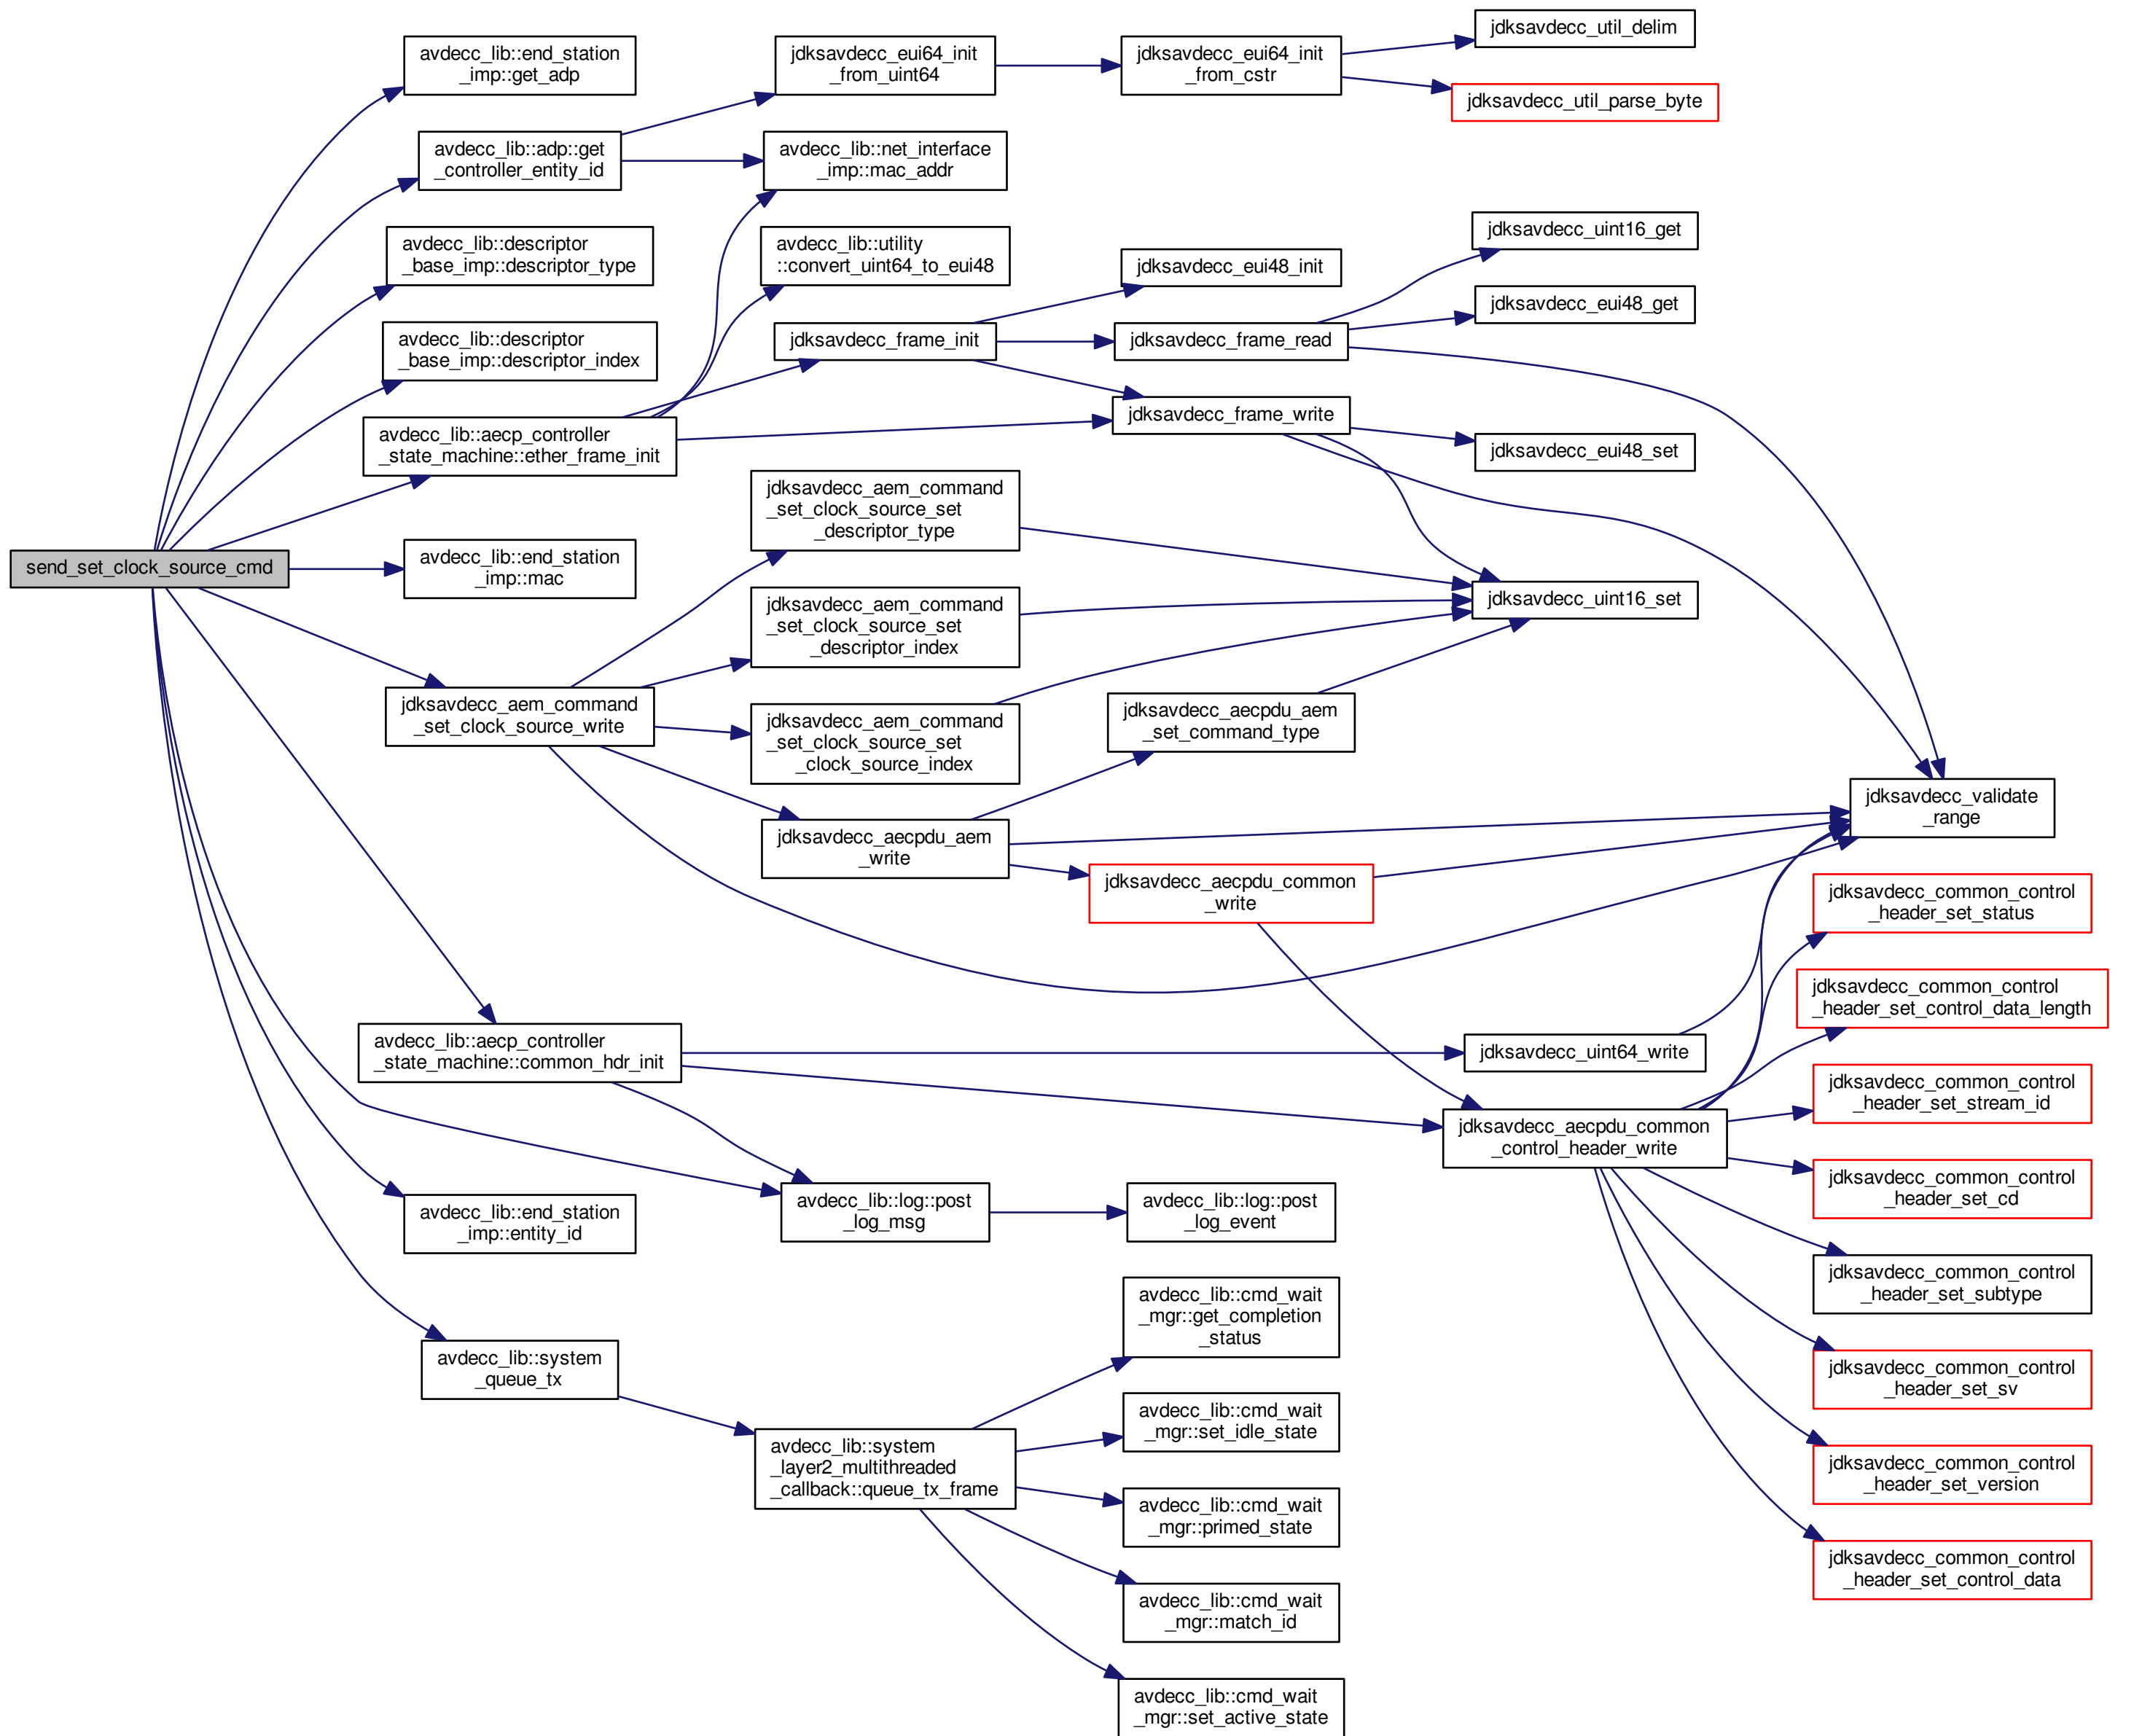 send_set_clock_source_cmd
avdecc_lib::end_station
_imp::get_adp
avdecc_lib::adp::get
_controller_entity_id
avdecc_lib::descriptor
_base_imp::descriptor_type
avdecc_lib::descriptor
_base_imp::descriptor_index
avdecc_lib::aecp_controller
_state_machine::ether_frame_init
avdecc_lib::end_station
_imp::mac
jdksavdecc_aem_command
_set_clock_source_write
avdecc_lib::aecp_controller
_state_machine::common_hdr_init
avdecc_lib::end_station
_imp::entity_id
avdecc_lib::system
_queue_tx
jdksavdecc_eui64_init
_from_uint64
avdecc_lib::net_interface
_imp::mac_addr
avdecc_lib::utility
::convert_uint64_to_eui48
jdksavdecc_frame_init
jdksavdecc_aem_command
_set_clock_source_set
_descriptor_type
jdksavdecc_aem_command
_set_clock_source_set
_descriptor_index
jdksavdecc_aem_command
_set_clock_source_set
_clock_source_index
jdksavdecc_aecpdu_aem
_write
avdecc_lib::log::post
_log_msg
avdecc_lib::system
_layer2_multithreaded
_callback::queue_tx_frame
jdksavdecc_eui64_init
_from_cstr
jdksavdecc_eui48_init
jdksavdecc_frame_read
jdksavdecc_frame_write
jdksavdecc_aecpdu_aem
_set_command_type
jdksavdecc_aecpdu_common
_write
avdecc_lib::log::post
_log_event
avdecc_lib::cmd_wait
_mgr::get_completion
_status
avdecc_lib::cmd_wait
_mgr::set_idle_state
avdecc_lib::cmd_wait
_mgr::primed_state
avdecc_lib::cmd_wait
_mgr::match_id
avdecc_lib::cmd_wait
_mgr::set_active_state
jdksavdecc_util_delim
jdksavdecc_util_parse_byte
jdksavdecc_uint16_get
jdksavdecc_eui48_get
jdksavdecc_eui48_set
jdksavdecc_uint16_set
jdksavdecc_uint64_write
jdksavdecc_aecpdu_common
_control_header_write
jdksavdecc_validate
_range
jdksavdecc_common_control
_header_set_status
jdksavdecc_common_control
_header_set_control_data_length
jdksavdecc_common_control
_header_set_stream_id
jdksavdecc_common_control
_header_set_cd
jdksavdecc_common_control
_header_set_subtype
jdksavdecc_common_control
_header_set_sv
jdksavdecc_common_control
_header_set_version
jdksavdecc_common_control
_header_set_control_data